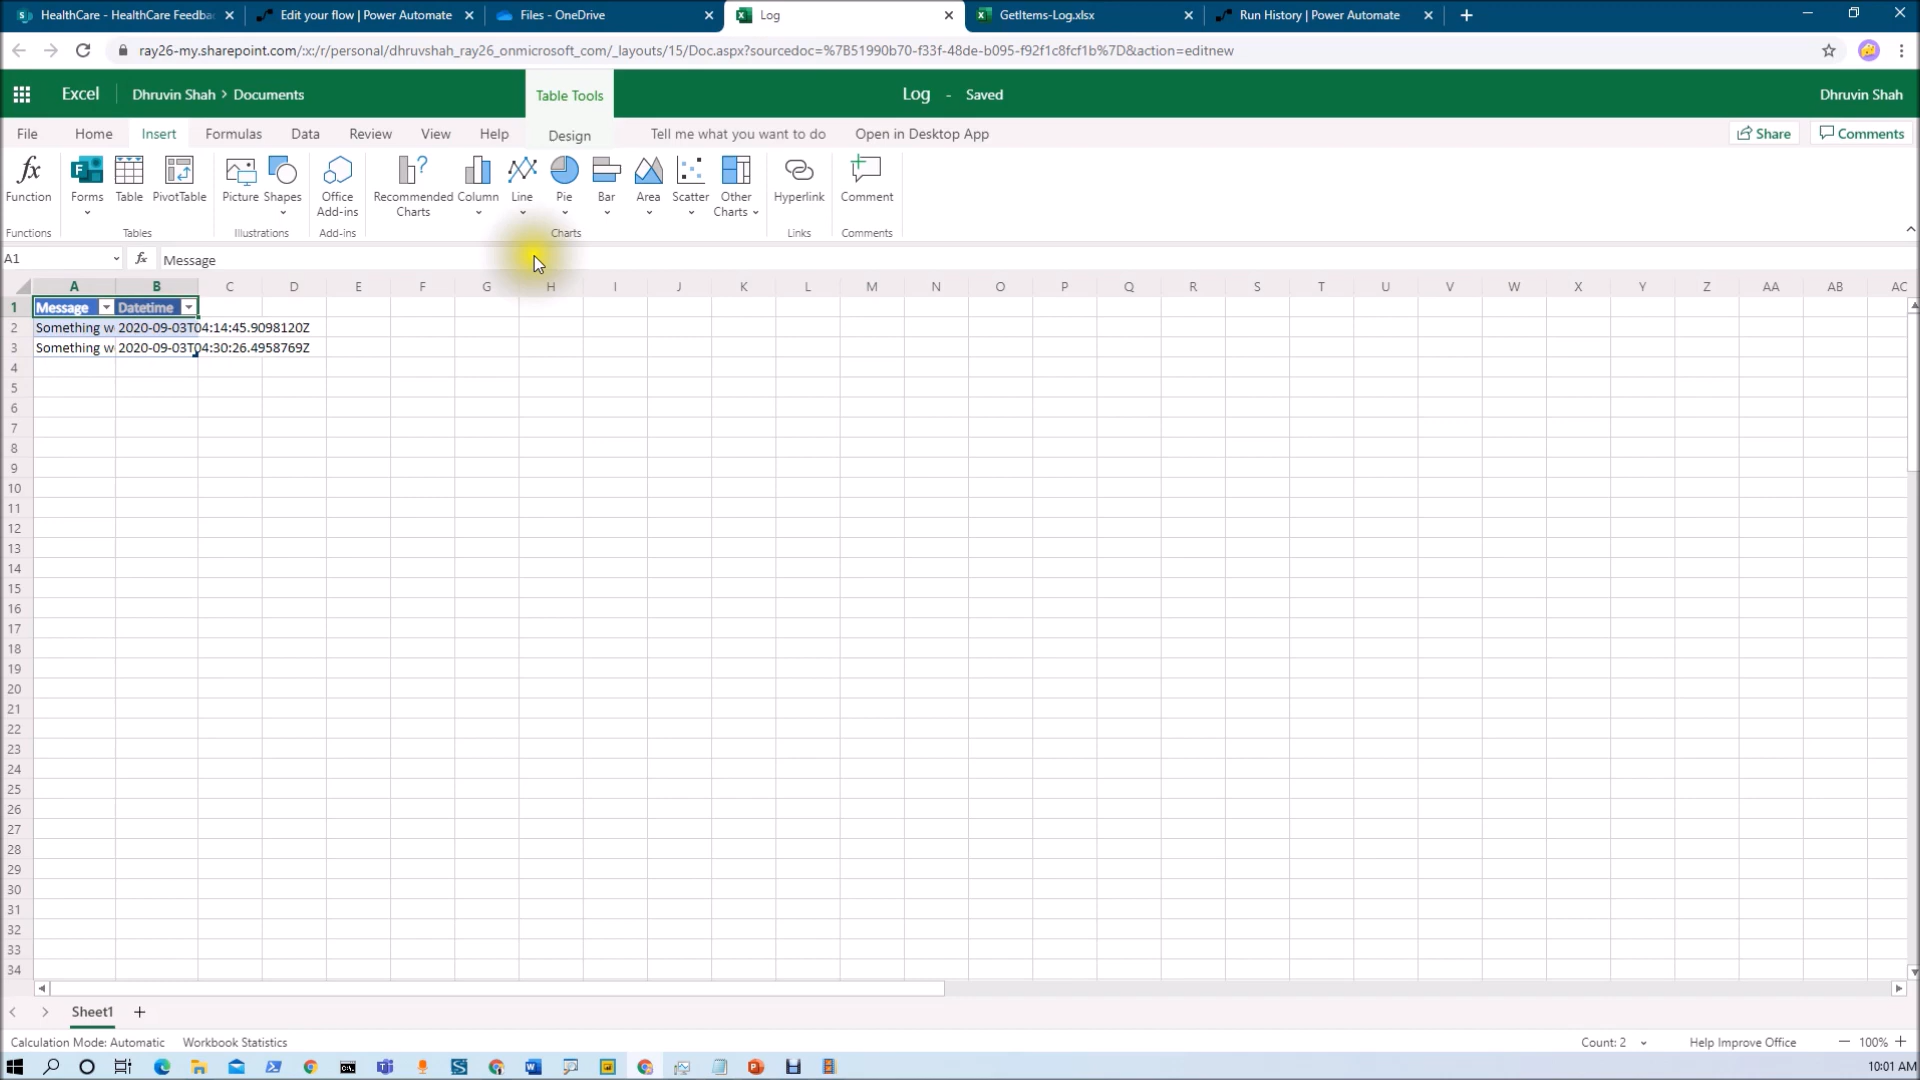 HealthCare - HealthCare Feedba
Edit your flow | Power Automate
Files - OneDrive
Log
GetItems-Log.xlsx
Run History | Power Automate
ray26-my.sharepoint.com/:x:/r/personal/dhruvshah_ray26_onmicrosoft_com/_layouts/15/Doc.aspx?sourcedoc=%7B51990b70-f33f-48de-b095-f92f1c8fcf1b%7D&action=editnew
Excel
Dhruvin Shah > Documents
Table Tools
Log - Saved
Dhruvin Shah
File Home Insert Formulas Data Review View Help Design Tell me what you want to do Open in Desktop App Share Comments
Function Forms Table PivotTable Picture Shapes Office Add-ins Recommended Charts Column Line Pie Bar Area Scatter Other Charts Hyperlink Comment
Functions Tables Illustrations Add-ins Charts Links Comments
A1 fx Message
A B C D E F G H I J K L M N O P Q R S T U V W X Y Z AA AB AC
1 Message Datetime
2 Something w 2020-09-03T04:14:45.9098120Z
3 Something w 2020-09-03T04:30:26.4958769Z
4
5
6
7
8
9
10
11
12
13
14
15
16
17
18
19
20
21
22
23
24
25
26
27
28
29
30
31
32
33
34
Sheet1
Calculation Mode: Automatic Workbook Statistics Count: 2 Help Improve Office 100%
10:01 AM